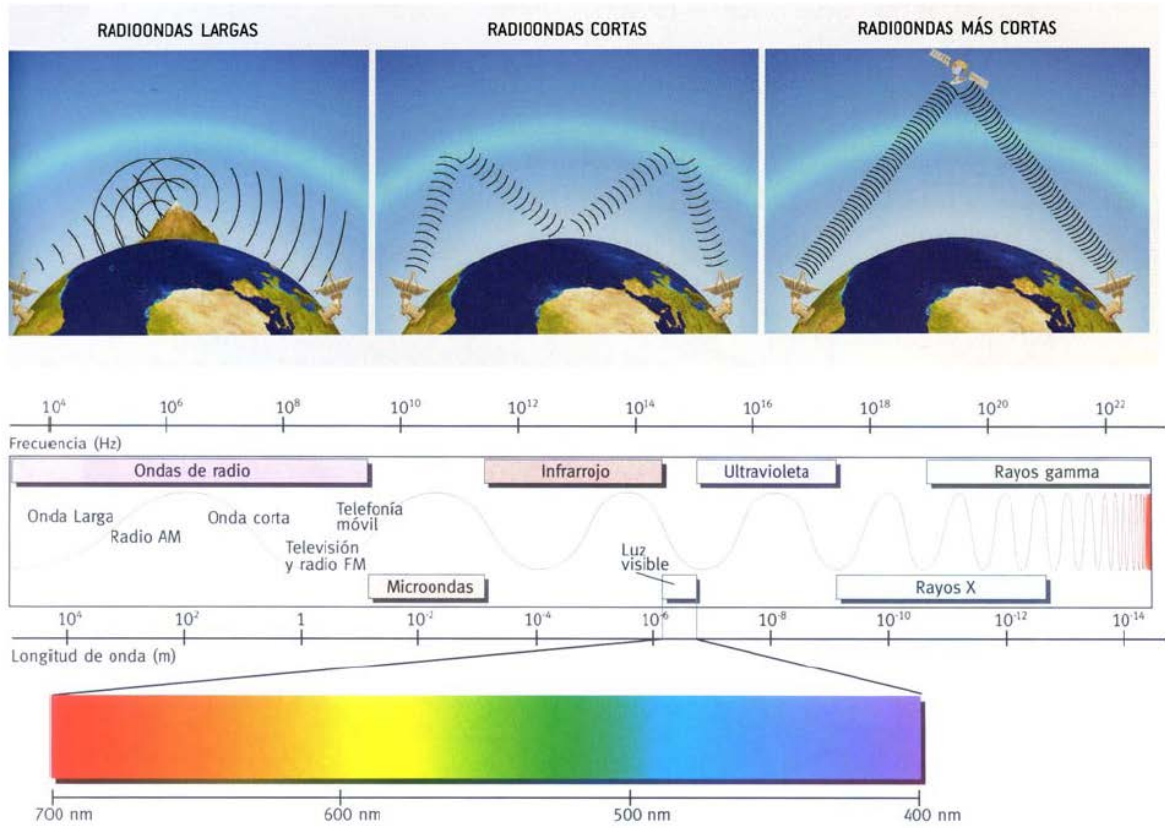 RADIOONDAS LARGAS
RADIOONDAS CORTAS
RADIOONDAS MÁS CORTAS
10⁴ 10⁶ 10⁸ 10¹⁰ 10¹² 10¹⁴ 10¹⁶ 10¹⁸ 10²⁰ 10²²
Frecuencia (Hz)
Ondas de radio
Infrarrojo
Ultravioleta
Rayos gamma
Onda Larga
Radio AM
Onda corta
Telefonía
móvil
Televisión
y radio FM
Luz
visible
Microondas
Rayos X
10⁴ 10² 1 10⁻² 10⁻⁴ 10⁻⁶ 10⁻⁸ 10⁻¹⁰ 10⁻¹² 10⁻¹⁴
Longitud de onda (m)
700 nm 600 nm 500 nm 400 nm